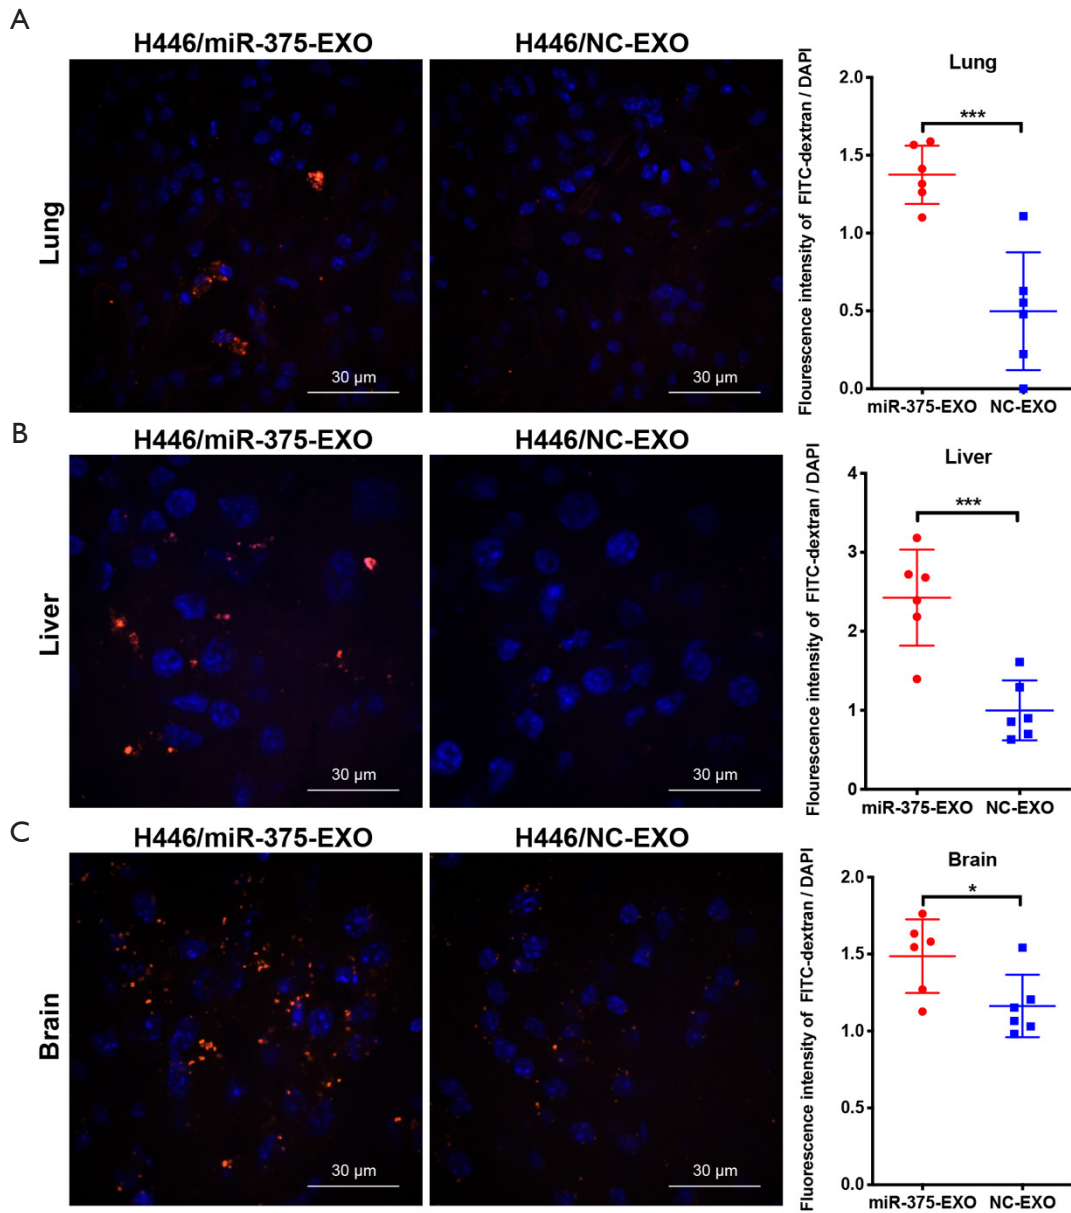 A
H446/miR-375-EXO
H446/NC-EXO
Lung
30 µm
30 µm
Lung
Flourescence intensity of FITC-dextran / DAPI
2.0
1.5
1.0
0.5
0.0
***
miR-375-EXO
NC-EXO
B
H446/miR-375-EXO
H446/NC-EXO
Liver
30 µm
30 µm
Liver
Flourescence intensity of FITC-dextran / DAPI
4
3
2
1
0
***
miR-375-EXO
NC-EXO
C
H446/miR-375-EXO
H446/NC-EXO
Brain
30 µm
30 µm
Brain
Fluorescence intensity of FITC-dextran / DAPI
2.0
1.5
1.0
0.5
0.0
*
miR-375-EXO
NC-EXO